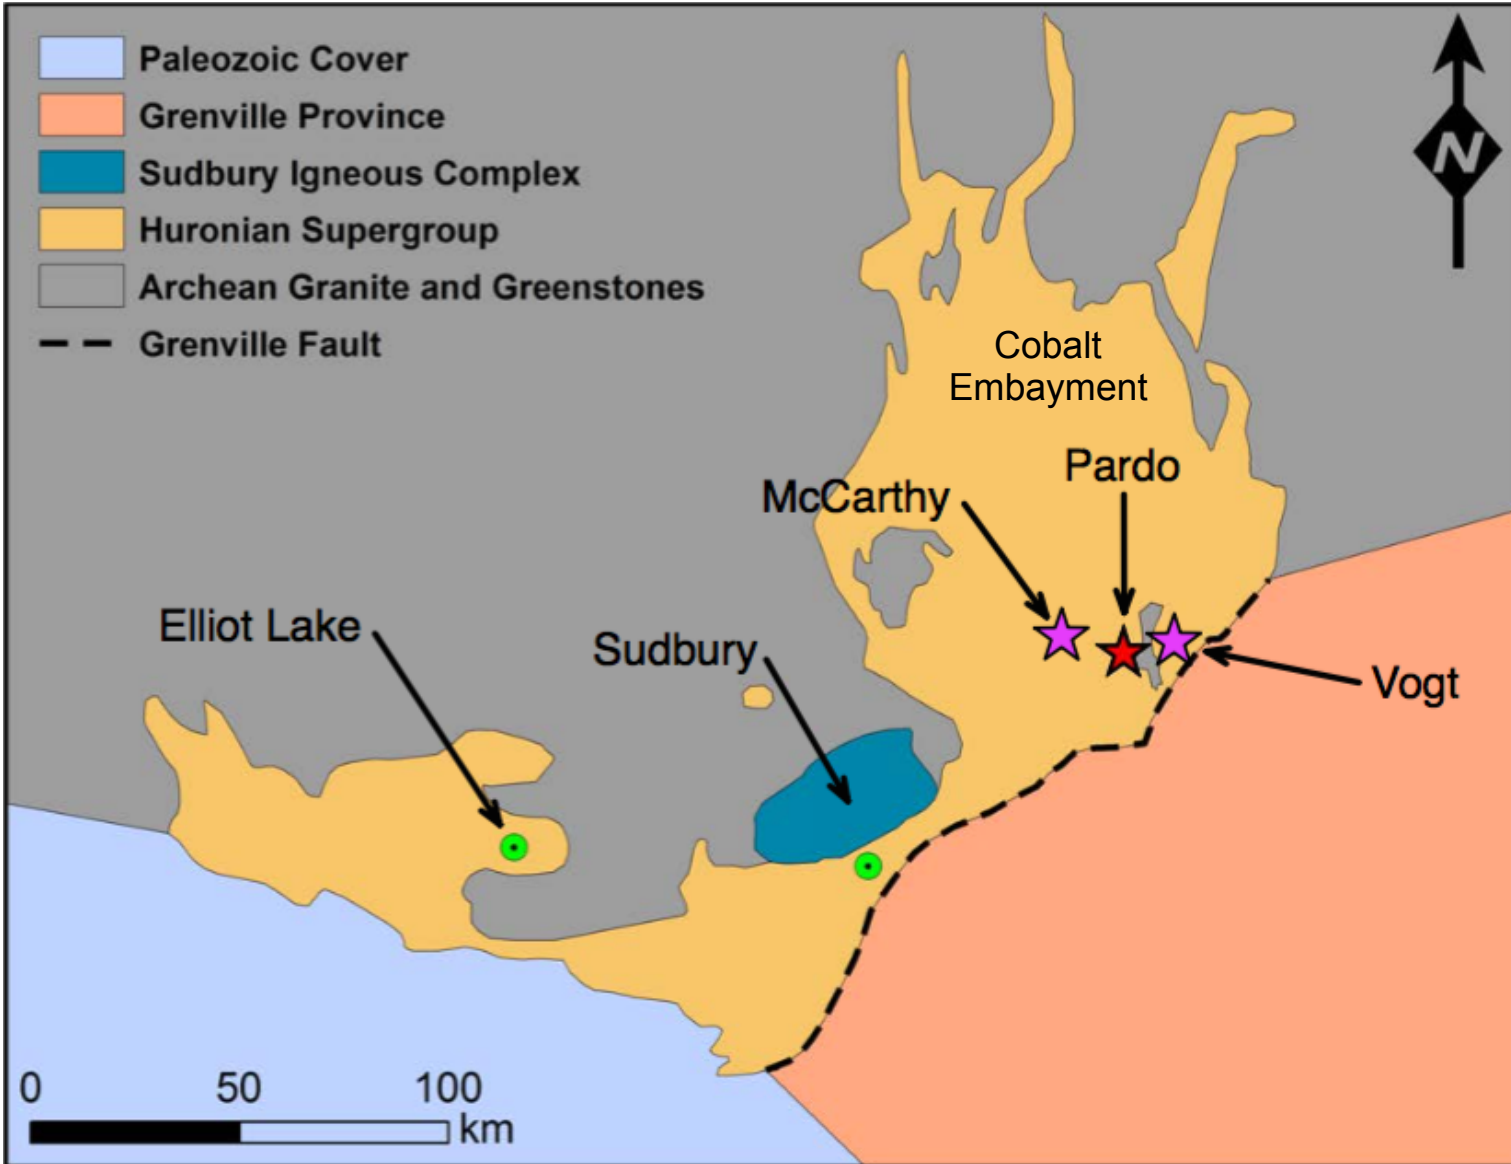 Paleozoic Cover
Grenville Province
Sudbury Igneous Complex
Huronian Supergroup
Archean Granite and Greenstones
Grenville Fault
N
Cobalt
Embayment
Pardo
McCarthy
Elliot Lake
Sudbury
Vogt
0 50 100
km